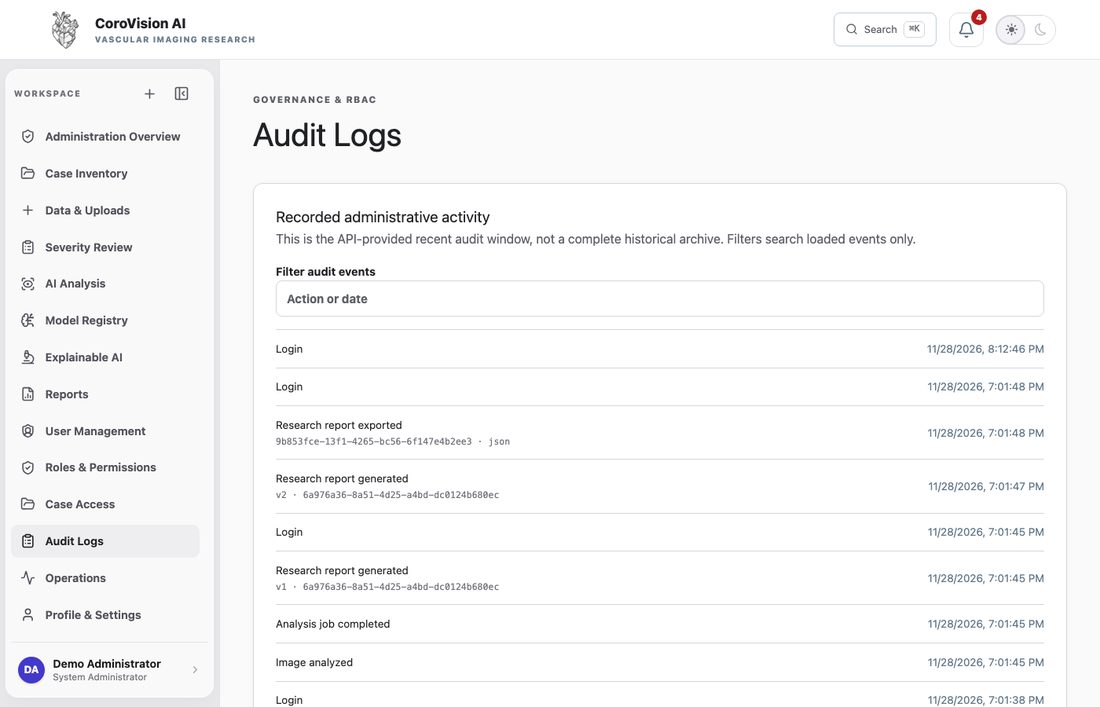 CoroVision AI
VASCULAR IMAGING RESEARCH
Search ⌘K
4
WORKSPACE
Administration Overview
Case Inventory
Data & Uploads
Severity Review
AI Analysis
Model Registry
Explainable AI
Reports
User Management
Roles & Permissions
Case Access
Audit Logs
Operations
Profile & Settings
DA
Demo Administrator
System Administrator
GOVERNANCE & RBAC
Audit Logs
Recorded administrative activity
This is the API-provided recent audit window, not a complete historical archive. Filters search loaded events only.
Filter audit events
Action or date
Login 11/28/2026, 8:12:46 PM
Login 11/28/2026, 7:01:48 PM
Research report exported 11/28/2026, 7:01:48 PM
9b853fce-13f1-4265-bc56-6f147e4b2ee3 · json
Research report generated 11/28/2026, 7:01:47 PM
v2 · 6a976a36-8a51-4d25-a4bd-dc0124b680ec
Login 11/28/2026, 7:01:45 PM
Research report generated 11/28/2026, 7:01:45 PM
v1 · 6a976a36-8a51-4d25-a4bd-dc0124b680ec
Analysis job completed 11/28/2026, 7:01:45 PM
Image analyzed 11/28/2026, 7:01:45 PM
Login 11/28/2026, 7:01:38 PM